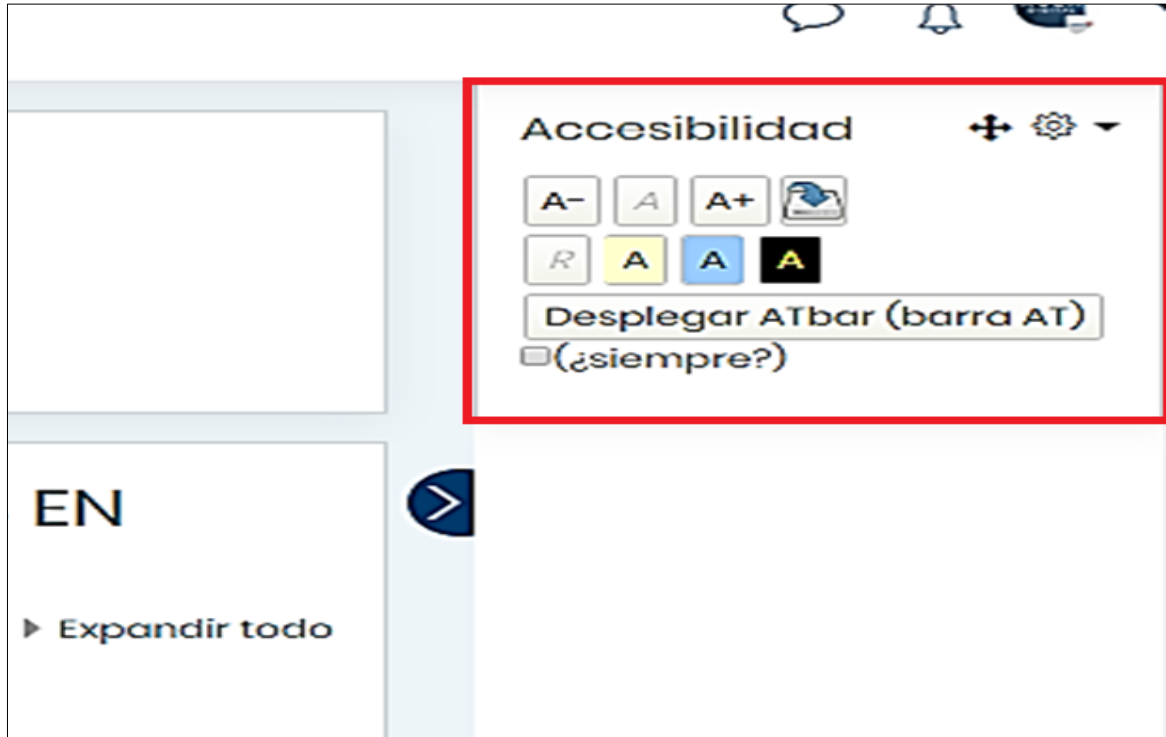 Accesibilidad
A- A A+
R A A A
Desplegar ATbar (barra AT)
(¿siempre?)
EN
Expandir todo